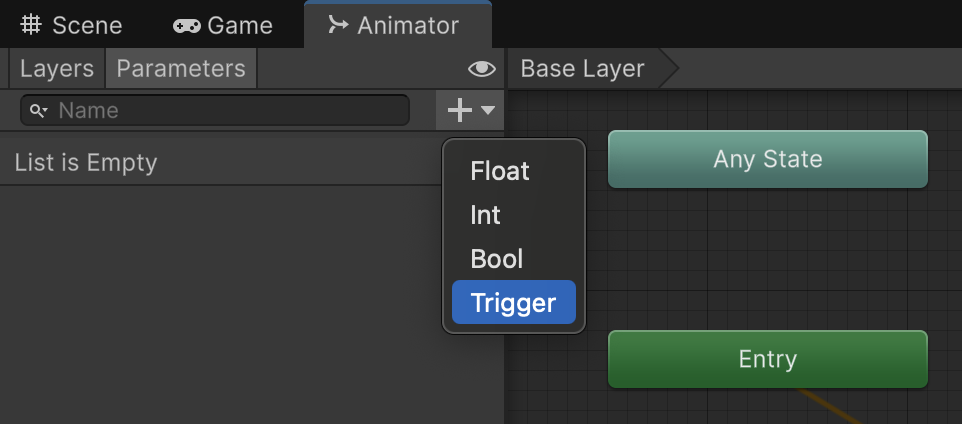 Scene Game Animator
Layers Parameters Base Layer
Name
List is Empty
Float
Int
Bool
Trigger
Any State
Entry